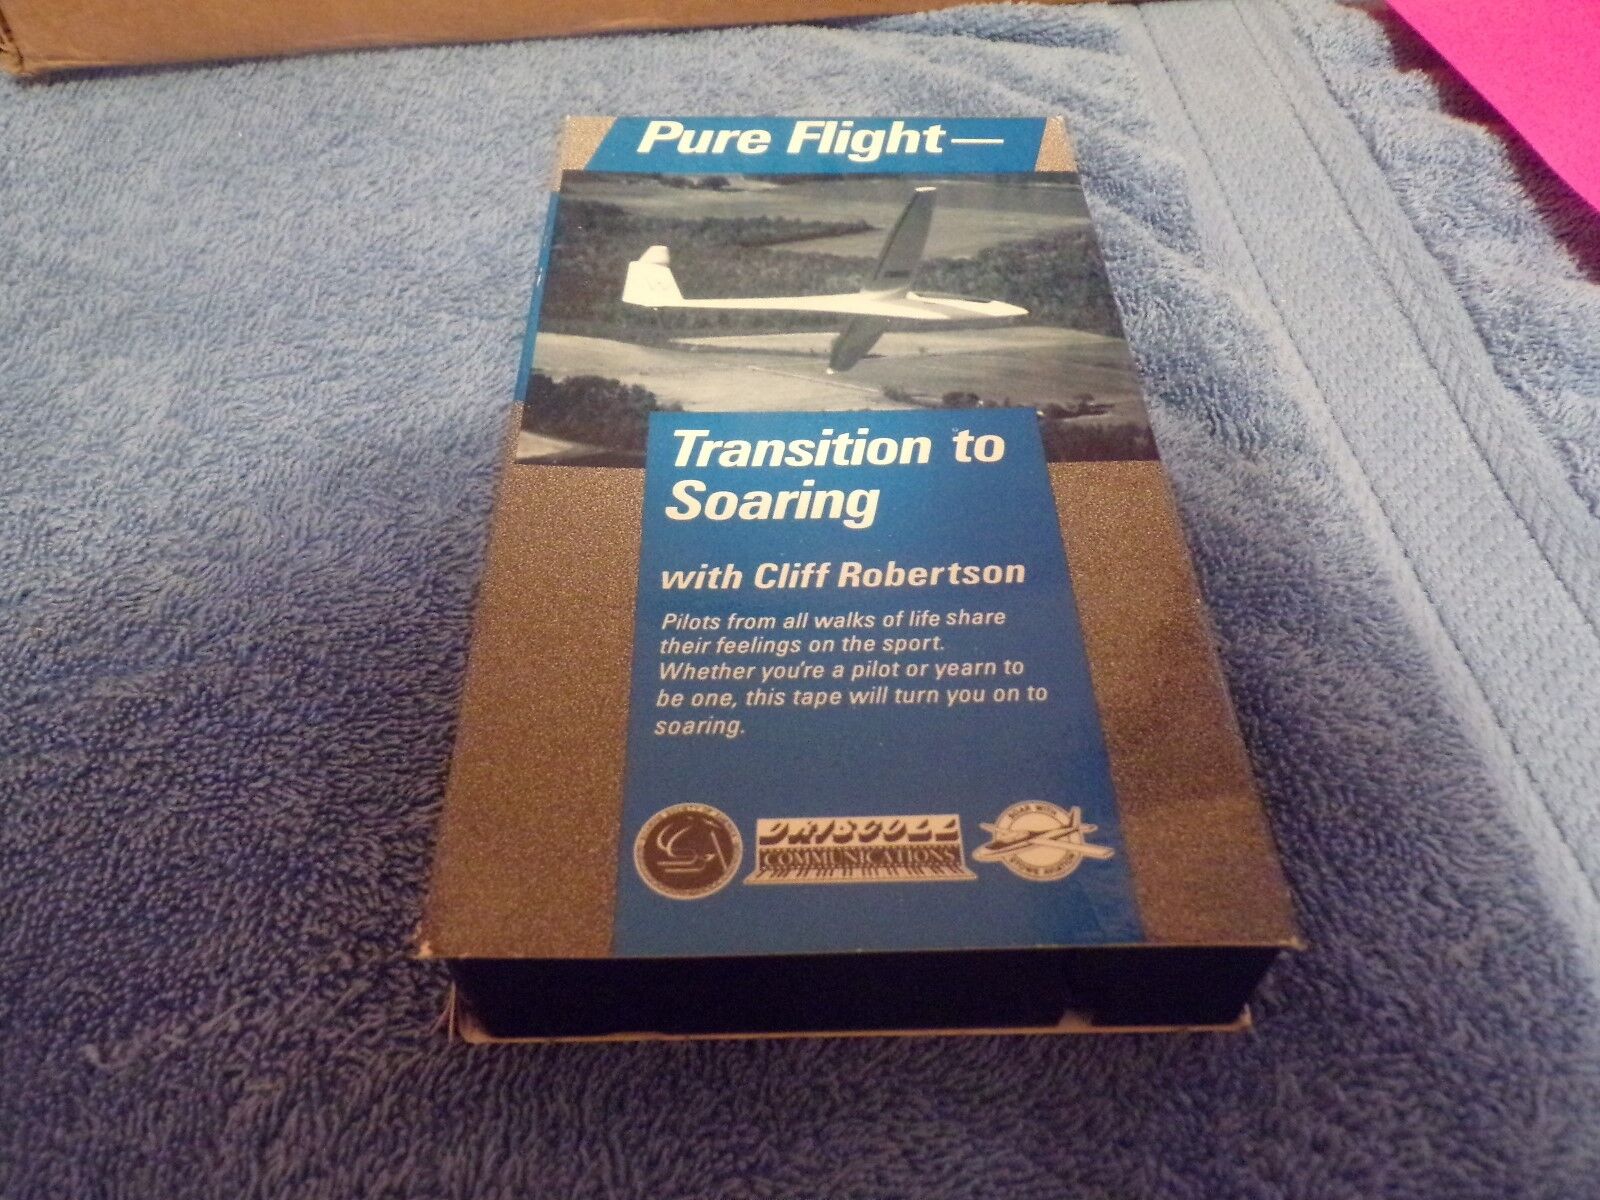 Pure Flight—
Transition to
Soaring
with Cliff Robertson
Pilots from all walks of life share
their feelings on the sport.
Whether you're a pilot or yearn to
be one, this tape will turn you on to
soaring.
DRISCOLL
COMMUNICATIONS
SOAR WITH